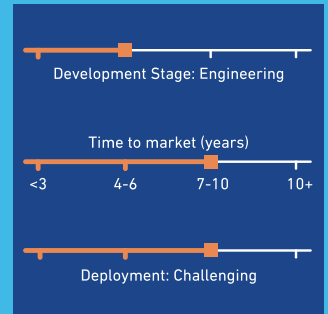 Development Stage: Engineering
Time to market (years)
<3 4-6 7-10 10+
Deployment: Challenging